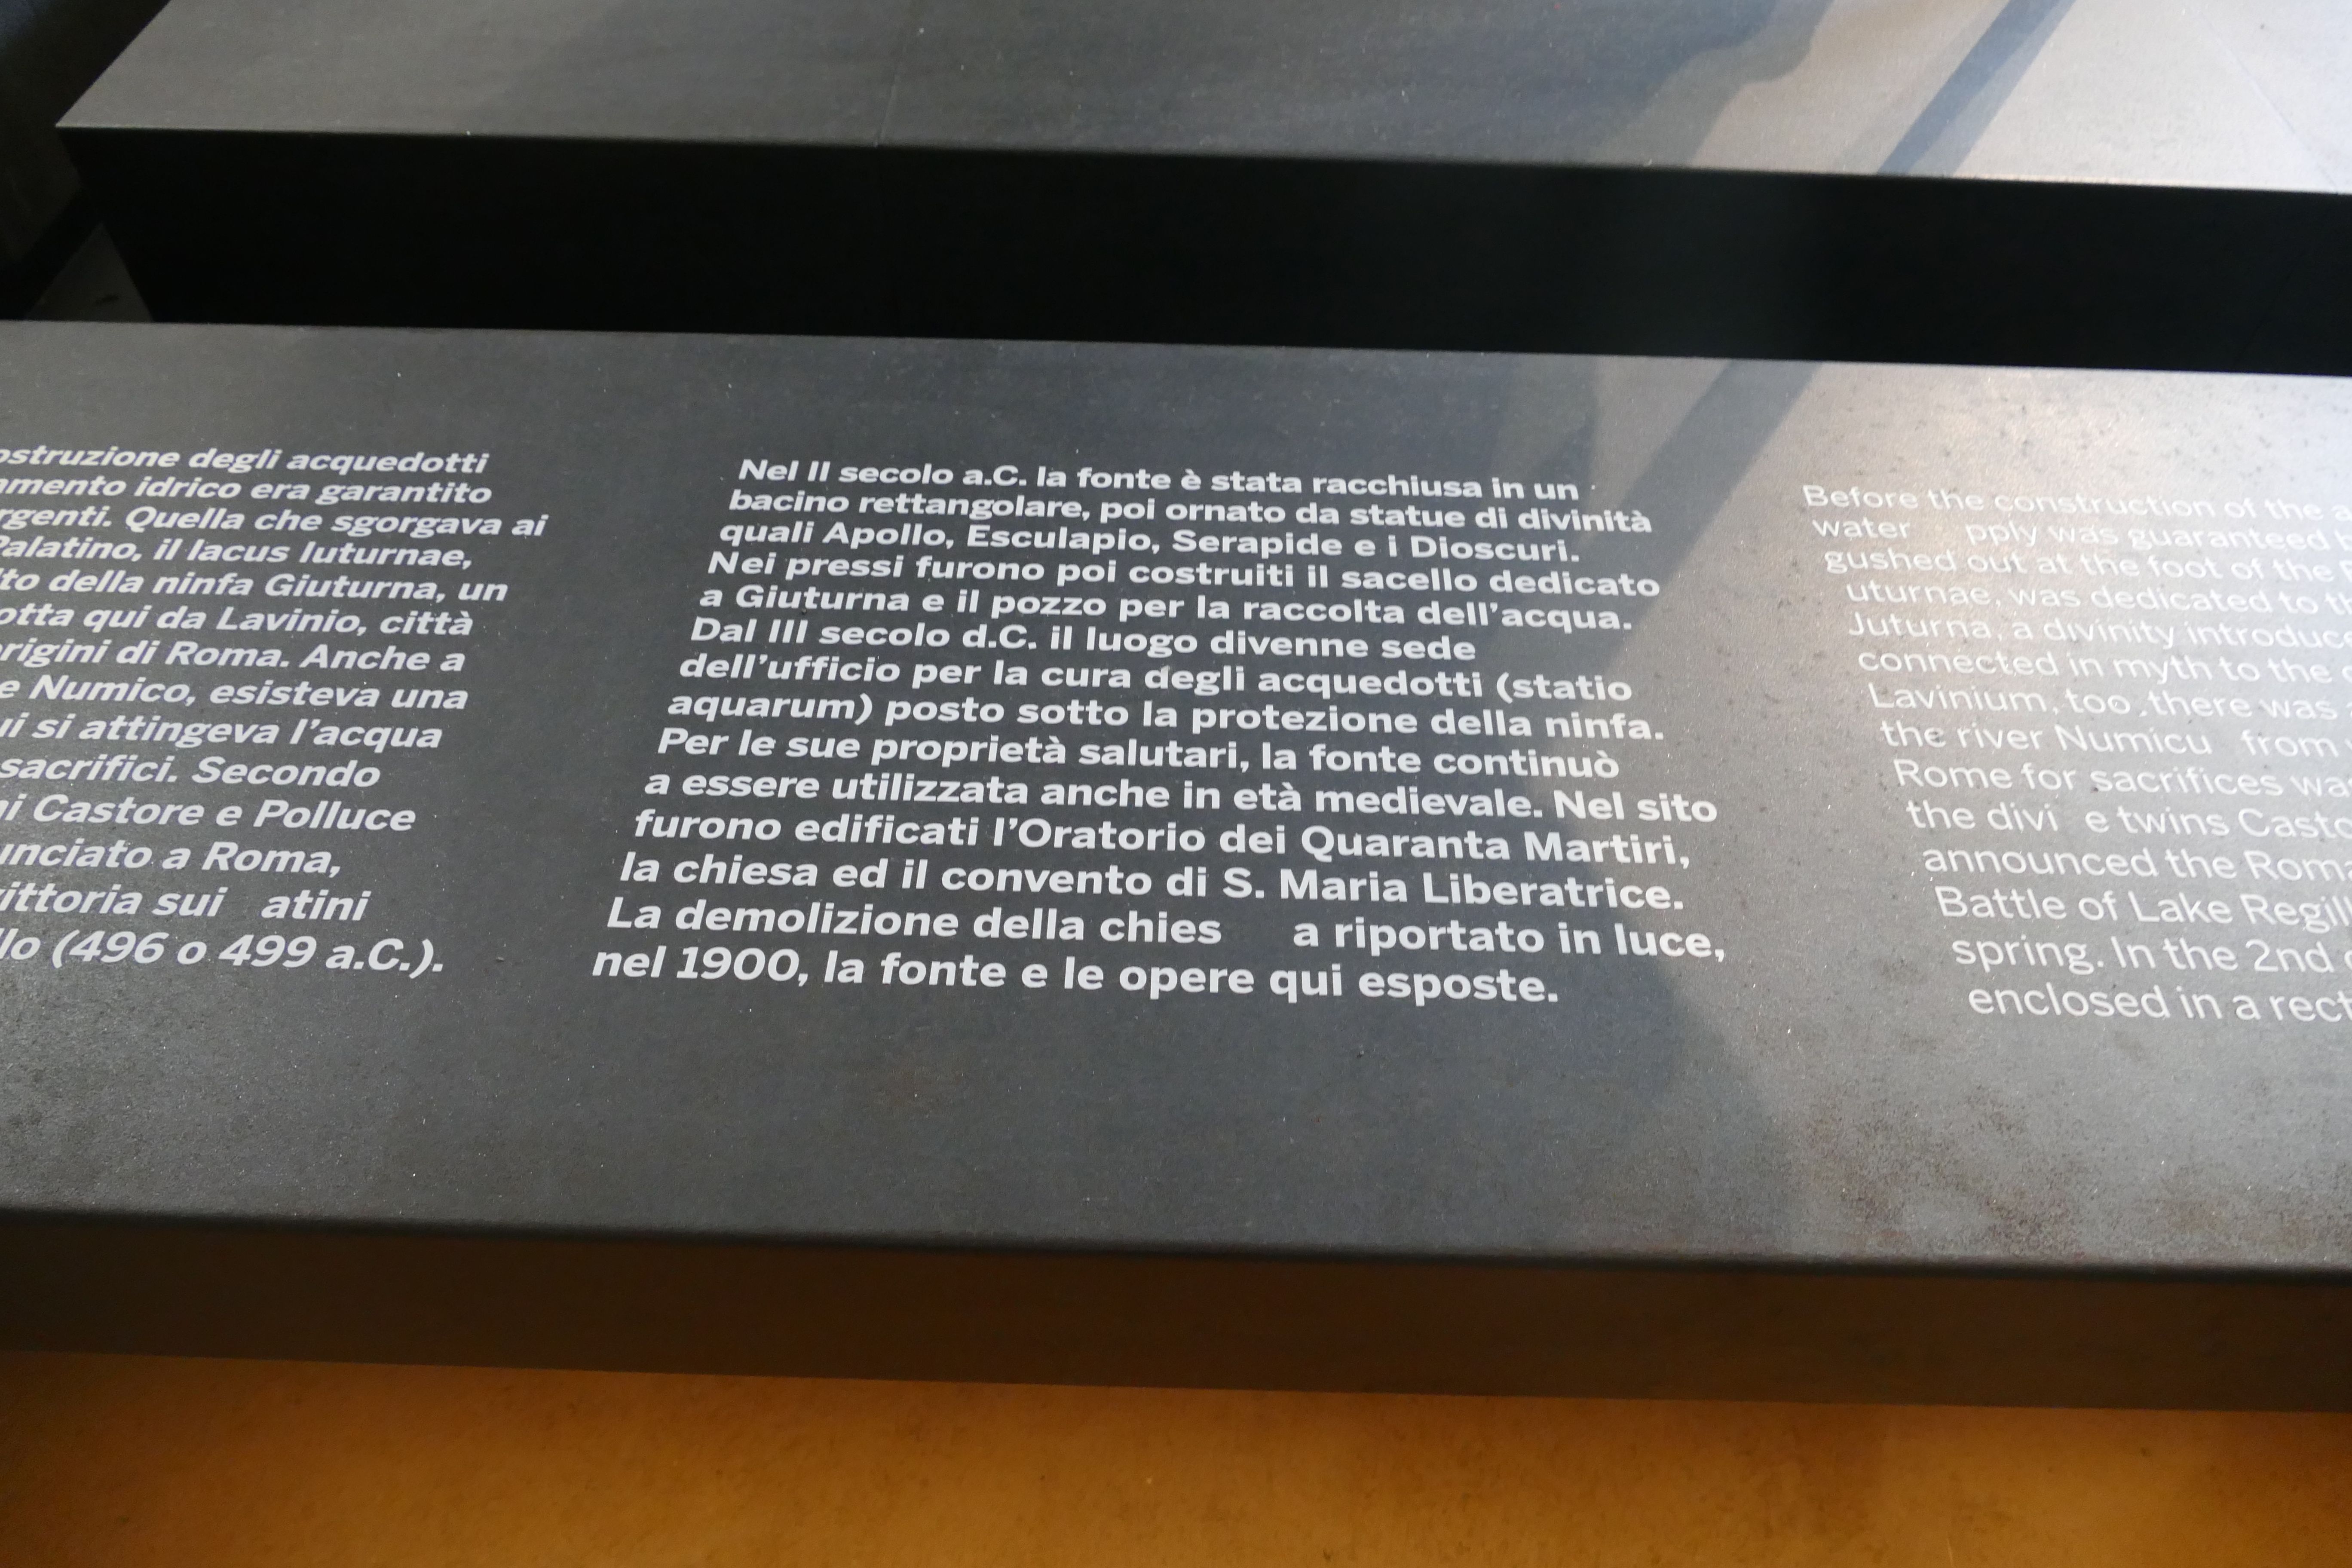 ostruzione degli acquedotti
amento idrico era garantito
rgenti. Quella che sgorgava ai
Palatino, il lacus Iuturnae,
lto della ninfa Giuturna, un
otta qui da Lavinio, città
origini di Roma. Anche a
e Numico, esisteva una
ui si attingeva l'acqua
sacrifici. Secondo
ni Castore e Polluce
unciato a Roma,
vittoria sui atini
llo (496 o 499 a.C.).
Nel II secolo a.C. la fonte è stata racchiusa in un
bacino rettangolare, poi ornato da statue di divinità
quali Apollo, Esculapio, Serapide e i Dioscuri.
Nei pressi furono poi costruiti il sacello dedicato
a Giuturna e il pozzo per la raccolta dell'acqua.
Dal III secolo d.C. il luogo divenne sede
dell'ufficio per la cura degli acquedotti (statio
aquarum) posto sotto la protezione della ninfa.
Per le sue proprietà salutari, la fonte continuò
a essere utilizzata anche in età medievale. Nel sito
furono edificati l'Oratorio dei Quaranta Martiri,
la chiesa ed il convento di S. Maria Liberatrice.
La demolizione della chies a riportato in luce,
nel 1900, la fonte e le opere qui esposte.
Before the construction of the
water pply was guaranteed
gushed out at the foot of the
uturnae, was dedicated to
Juturna, a divinity introduc
connected in myth to the
Lavinium, too, there was
the river Numicu from
Rome for sacrifices wa
the divi e twins Casto
announced the Roma
Battle of Lake Regil
spring. In the 2nd
enclosed in a rect